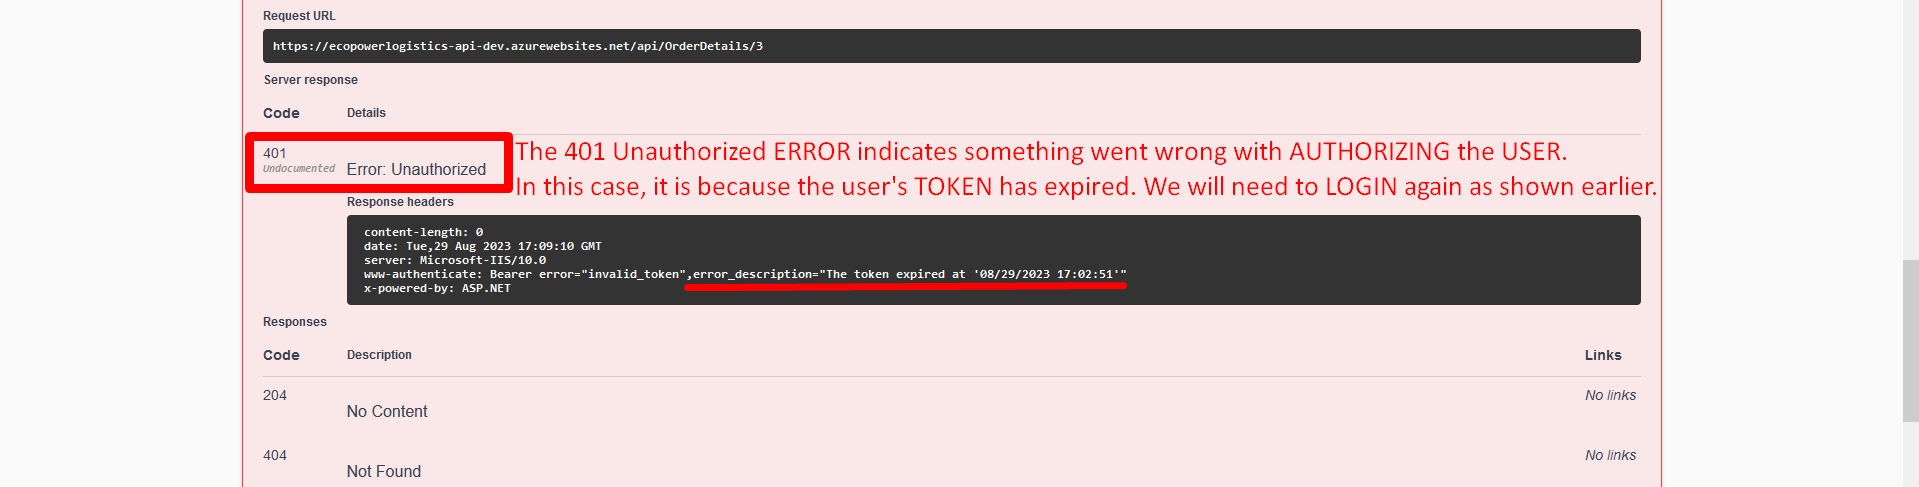 Request URL
https://ecopowerlogistics-api-dev.azurewebsites.net/api/OrderDetails/3
Server response
Code Details
401
Undocumented
Error: Unauthorized
The 401 Unauthorized ERROR indicates something went wrong with AUTHORIZING the USER.
In this case, it is because the user's TOKEN has expired. We will need to LOGIN again as shown earlier.
Response headers
content-length: 0
date: Tue,29 Aug 2023 17:09:10 GMT
server: Microsoft-IIS/10.0
www-authenticate: Bearer error="invalid_token",error_description="The token expired at '08/29/2023 17:02:51'"
x-powered-by: ASP.NET
Responses
Code Description Links
204 No links
No Content
404 No links
Not Found